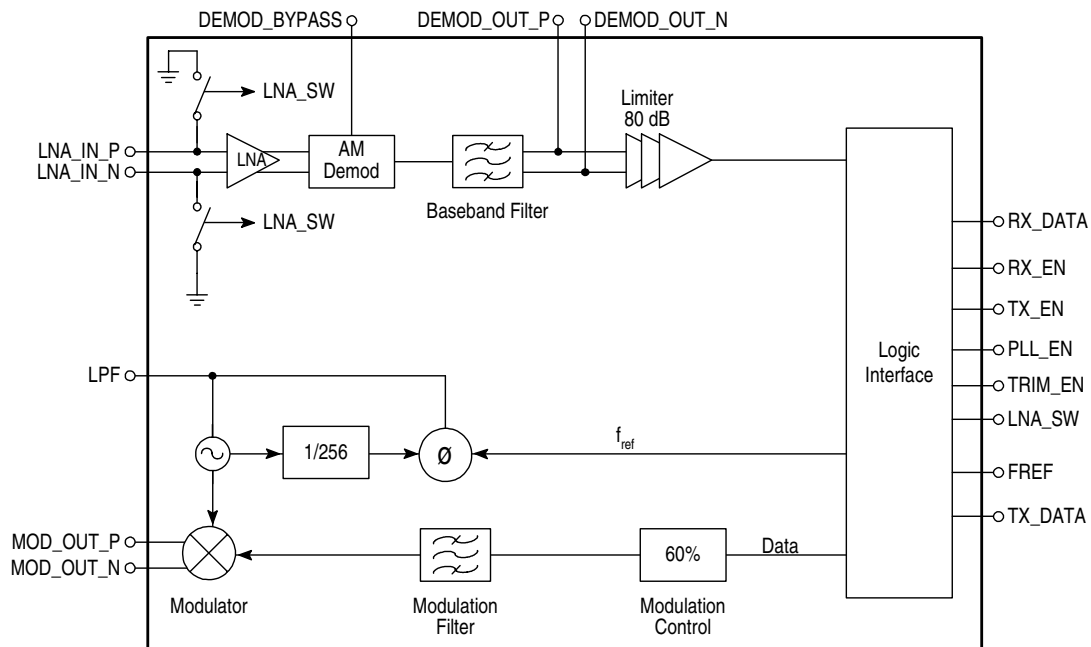 DEMOD_BYPASS
DEMOD_OUT_P
DEMOD_OUT_N
LNA_SW
Limiter
80 dB
LNA_IN_P
LNA_IN_N
LNA
AM
Demod
Baseband Filter
LNA_SW
RX_DATA
RX_EN
TX_EN
PLL_EN
TRIM_EN
LNA_SW
FREF
TX_DATA
Logic
Interface
LPF
1/256
Ø
fref
MOD_OUT_P
MOD_OUT_N
60%
Data
Modulator
Modulation
Filter
Modulation
Control